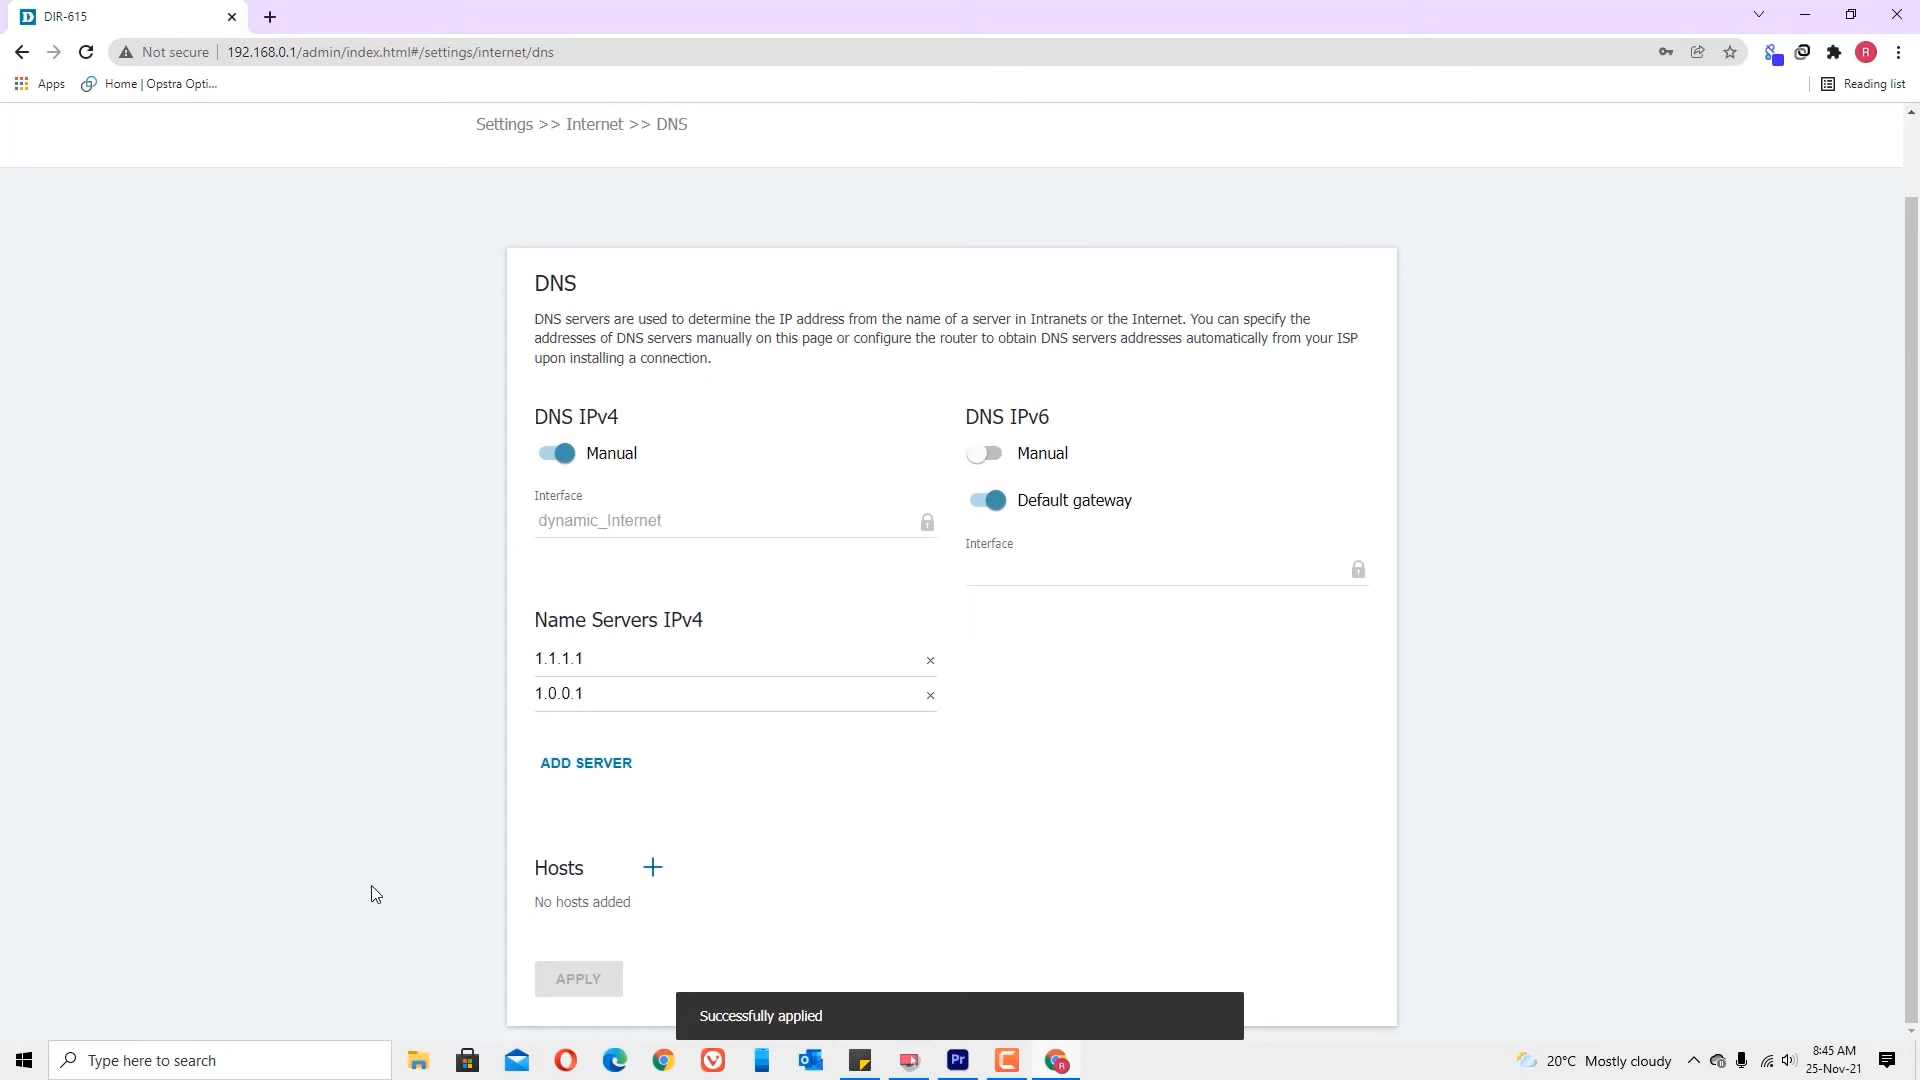 DIR-615
Not secure
192.168.0.1/admin/index.html#/settings/internet/dns
R
Apps
Home | Opstra Opti...
Reading list
Settings >> Internet >> DNS
DNS
DNS servers are used to determine the IP address from the name of a server in Intranets or the Internet. You can specify the
addresses of DNS servers manually on this page or configure the router to obtain DNS servers addresses automatically from your ISP
upon installing a connection.
DNS IPv4
Manual
Interface
dynamic_Internet
DNS IPv6
Manual
Default gateway
Interface
Name Servers IPv4
1.1.1.1
1.0.0.1
ADD SERVER
Hosts
No hosts added
APPLY
Successfully applied
Type here to search
Pr
20°C Mostly cloudy
8:45 AM
25-Nov-21